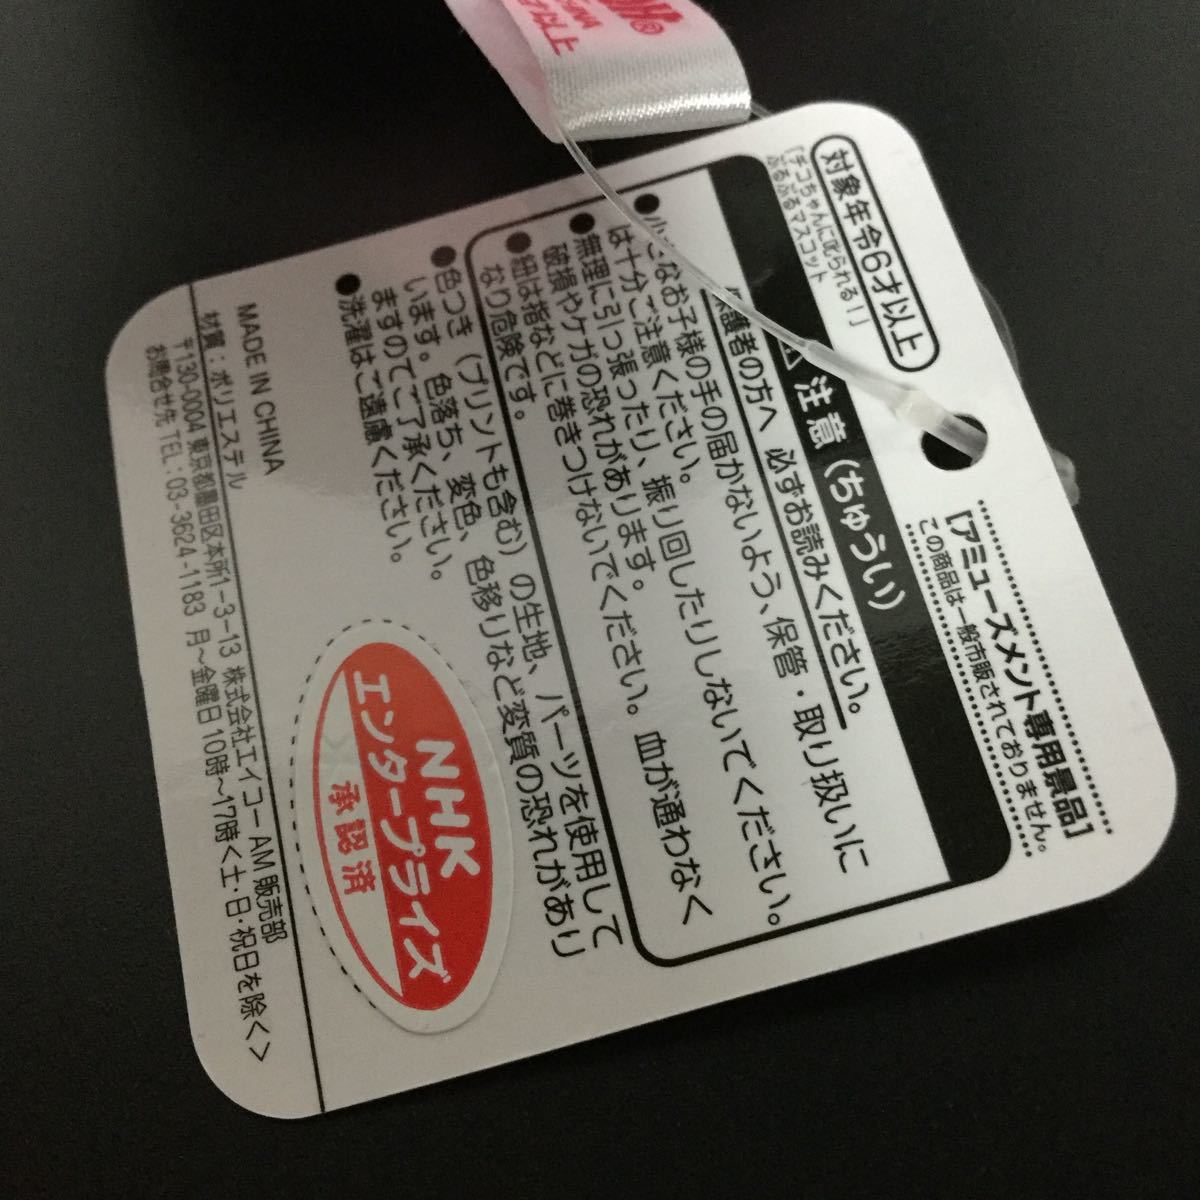 対象年令6才以上
「チコちゃんに叱られる!」
ぶるぶるマスコット
【アミューズメント専用景品】
この商品は一般市販されておりません。
注意(ちゅうい)
保護者の方へ 必ずお読みください。
●小さなお子様の手の届かないよう、保管・取り扱いに
は十分ご注意ください。
●無理に引っ張ったり、振り回したりしないでください。
破損やケガの恐れがあります。
●紐は指などに巻きつけないでください。血が通わなく
なり危険です。
●色つき(プリントも含む)の生地、パーツを使用して
います。色落ち、変色、色移りなど変質の恐れがあり
ますのでご了承ください。
●洗濯はご遠慮ください。
NHK
エンタープライズ
承認済
MADE IN CHINA
材質:ポリエステル
〒130-0004 東京都墨田区本所1-3-13 株式会社エイコー AM販売部
お問合せ先 TEL:03-3624-1183 月~金曜日10時~17時<土・日・祝日を除く>
以上